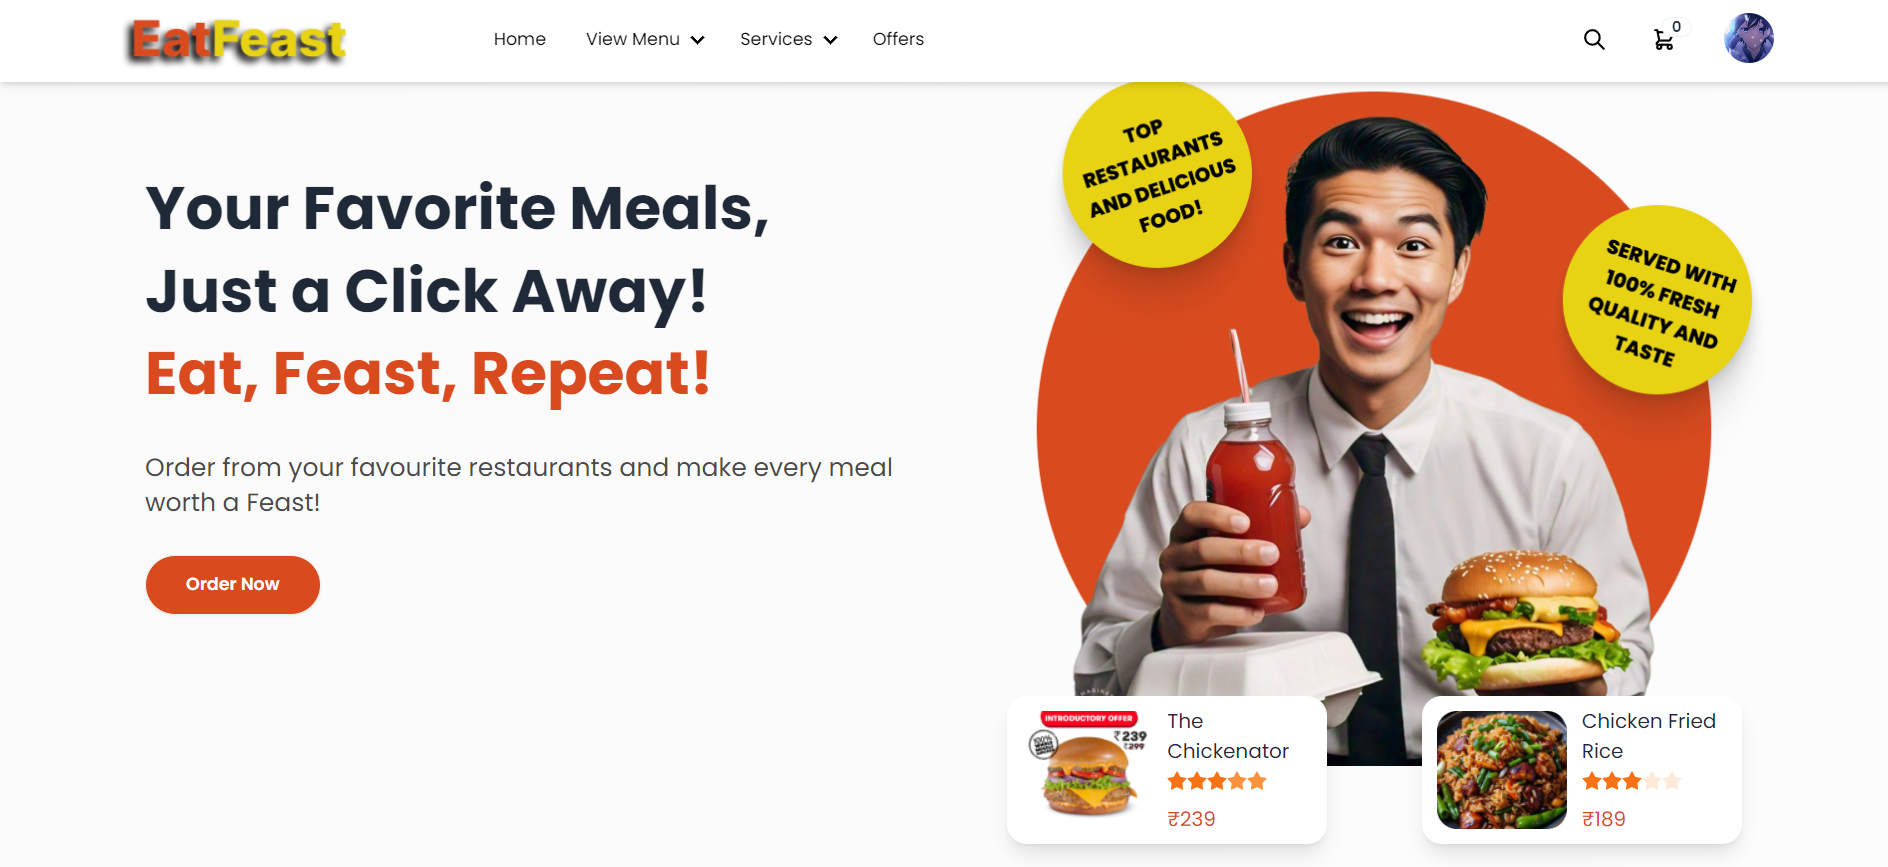 EatFeast
Home
View Menu
Services
Offers
0
TOP
RESTAURANTS
AND DELICIOUS
FOOD!
Your Favorite Meals,
Just a Click Away!
Eat, Feast, Repeat!
SERVED WITH
100% FRESH
QUALITY AND
TASTE
Order from your favourite restaurants and make every meal
worth a Feast!
Order Now
INTRODUCTORY OFFER
100%
₹239
₹299
The
Chickenator
₹239
Chicken Fried
Rice
₹189